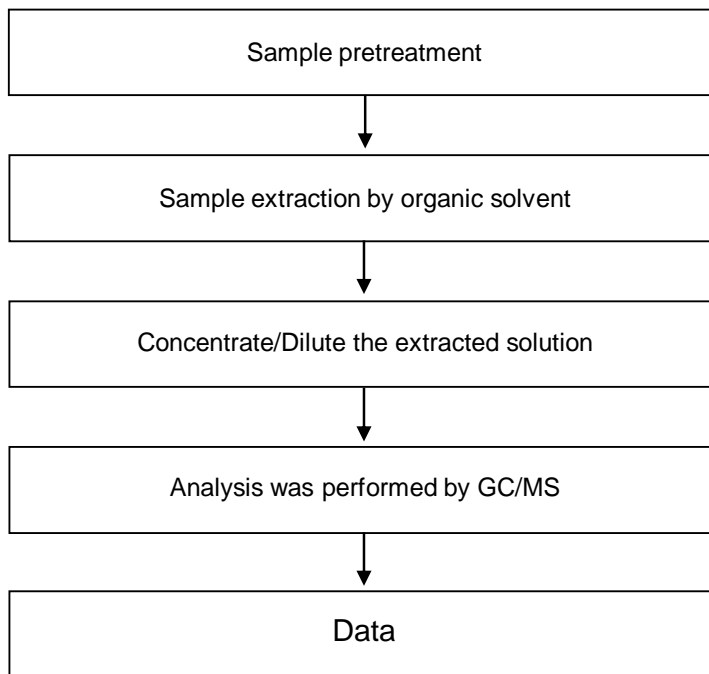 Sample pretreatment
Sample extraction by organic solvent
Concentrate/Dilute the extracted solution
Analysis was performed by GC/MS
Data